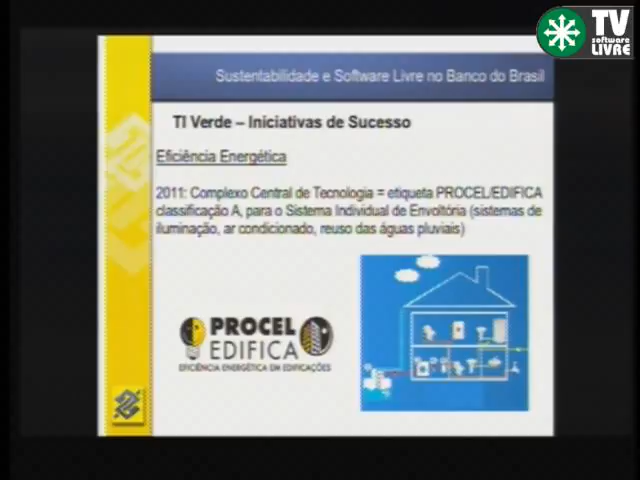 TV
software
LIVRE
Sustentabilidade e Software Livre no Banco do Brasil
TI Verde – Iniciativas de Sucesso
Eficiência Energética
2011: Complexo Central de Tecnologia = etiqueta PROCEL/EDIFICA
classificação A, para o Sistema Individual de Envoltória (sistemas de
iluminação, ar condicionado, reuso das águas pluviais)
PROCEL
EDIFICA
EFICIÊNCIA ENERGÉTICA EM EDIFICAÇÕES